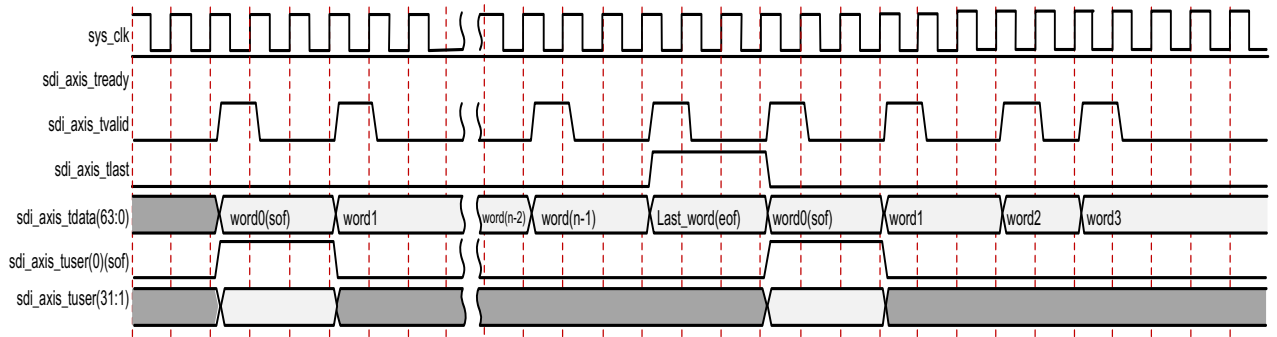 sys_clk
sdi_axis_tready
sdi_axis_tvalid
sdi_axis_tlast
sdi_axis_tdata(63:0) word0(sof) word1 word(n-2) word(n-1) Last_word(eof) word0(sof) word1 word2 word3
sdi_axis_tuser(0)(sof)
sdi_axis_tuser(31:1)